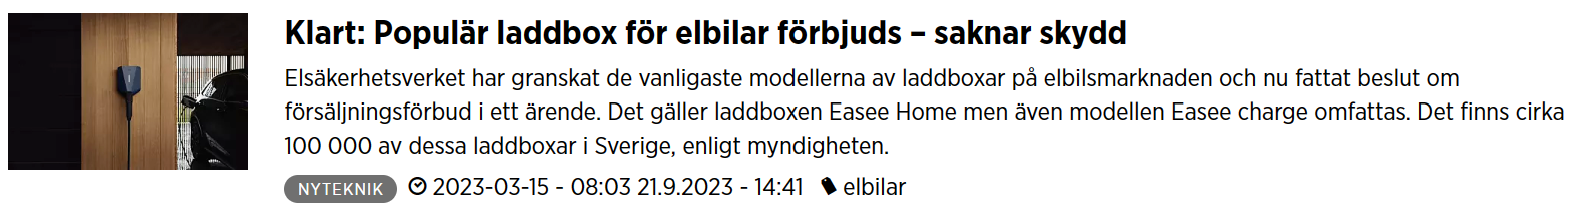 Klart: Populär laddbox för elbilar förbjuds – saknar skydd
Elsäkerhetsverket har granskat de vanligaste modellerna av laddboxar på elbilsmarknaden och nu fattat beslut om
försäljningsförbud i ett ärende. Det gäller laddboxen Easee Home men även modellen Easee charge omfattas. Det finns cirka
100 000 av dessa laddboxar i Sverige, enligt myndigheten.
NYTEKNIK 2023-03-15 - 08:03 21.9.2023 - 14:41 elbilar